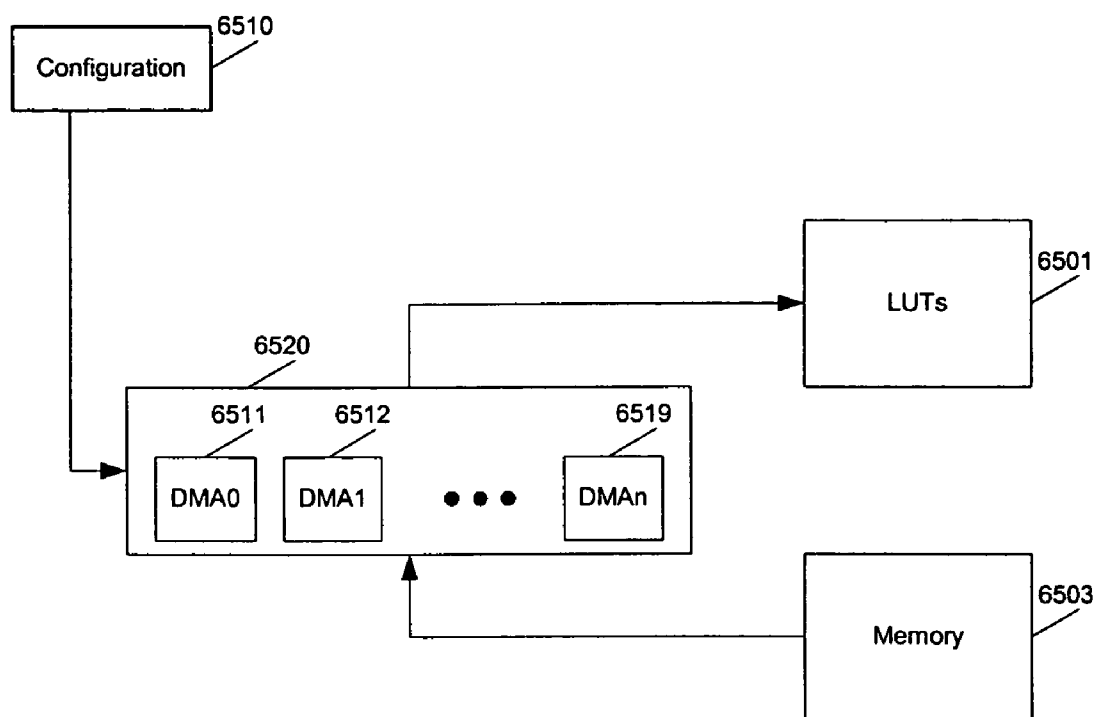 6510
Configuration
6501
LUTs
6520
6511
6512
6519
DMA0
DMA1
DMAn
6503
Memory